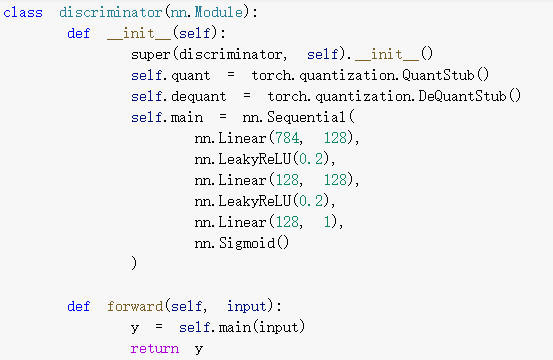 class discriminator(nn.Module):
    def __init__(self):
        super(discriminator, self).__init__()
        self.quant = torch.quantization.QuantStub()
        self.dequant = torch.quantization.DeQuantStub()
        self.main = nn.Sequential(
            nn.Linear(784, 128),
            nn.LeakyReLU(0.2),
            nn.Linear(128, 128),
            nn.LeakyReLU(0.2),
            nn.Linear(128, 1),
            nn.Sigmoid()
        )
    def forward(self, input):
        y = self.main(input)
        return y